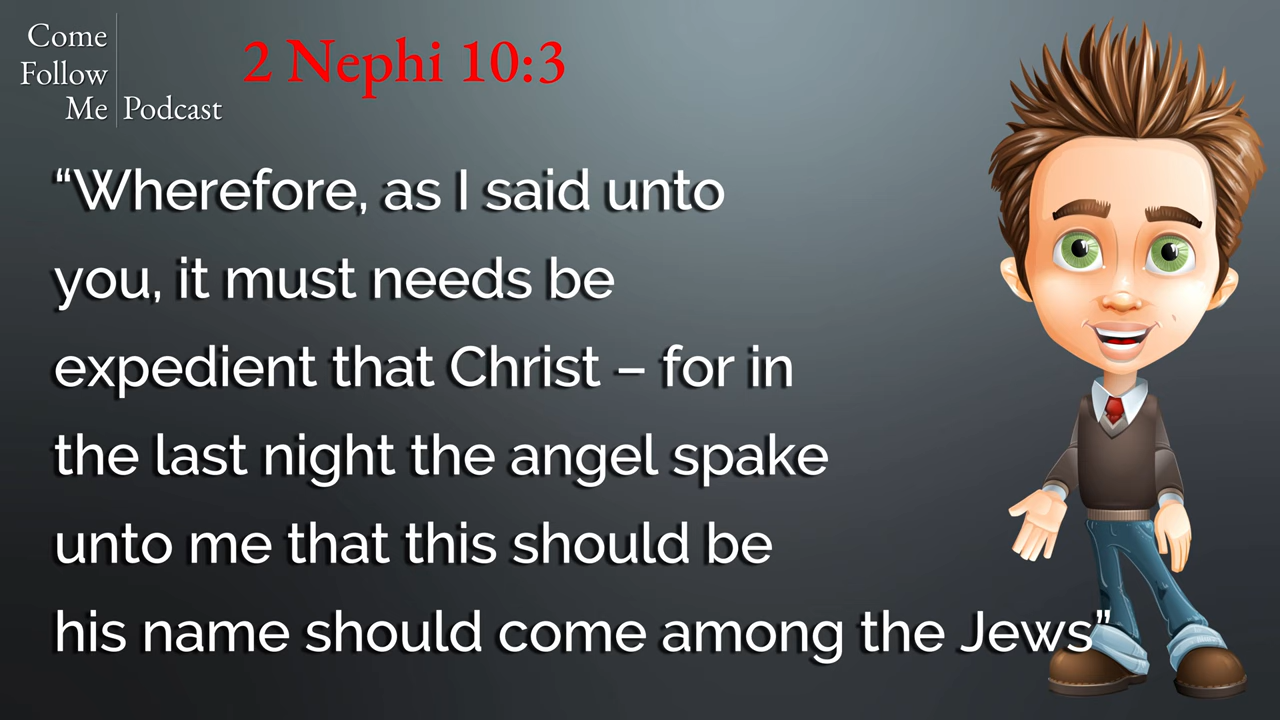 Come
Follow
Me Podcast
2 Nephi 10:3
“Wherefore, as I said unto
you, it must needs be
expedient that Christ – for in
the last night the angel spake
unto me that this should be
his name should come among the Jews”